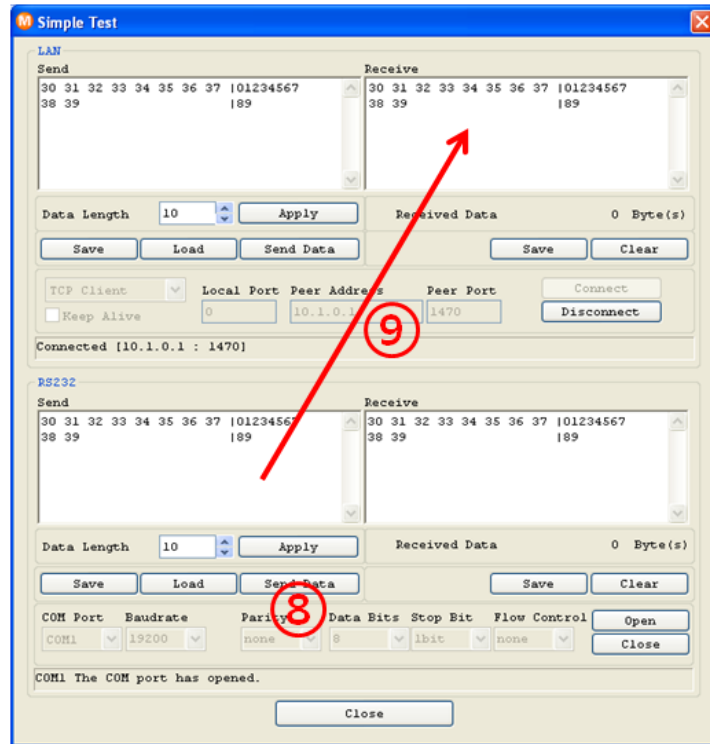 M Simple Test
LAN
Send Receive
30 31 32 33 34 35 36 37 |01234567 30 31 32 33 34 35 36 37 |01234567
38 39 |89 38 39 |89
Data Length 10 Apply Received Data 0 Byte(s)
Save Load Send Data Save Clear
TCP Client Local Port Peer Address Peer Port Connect
Keep Alive 0 10.1.0.1 1470 Disconnect
⑨
Connected [10.1.0.1 : 1470]
RS232
Send Receive
30 31 32 33 34 35 36 37 |01234567 30 31 32 33 34 35 36 37 |01234567
38 39 |89 38 39 |89
Data Length 10 Apply Received Data 0 Byte(s)
Save Load Send Data Save Clear
⑧
COM Port Baudrate Parity Data Bits Stop Bit Flow Control Open
COM1 19200 none 8 1bit none Close
COM1 The COM port has opened.
Close